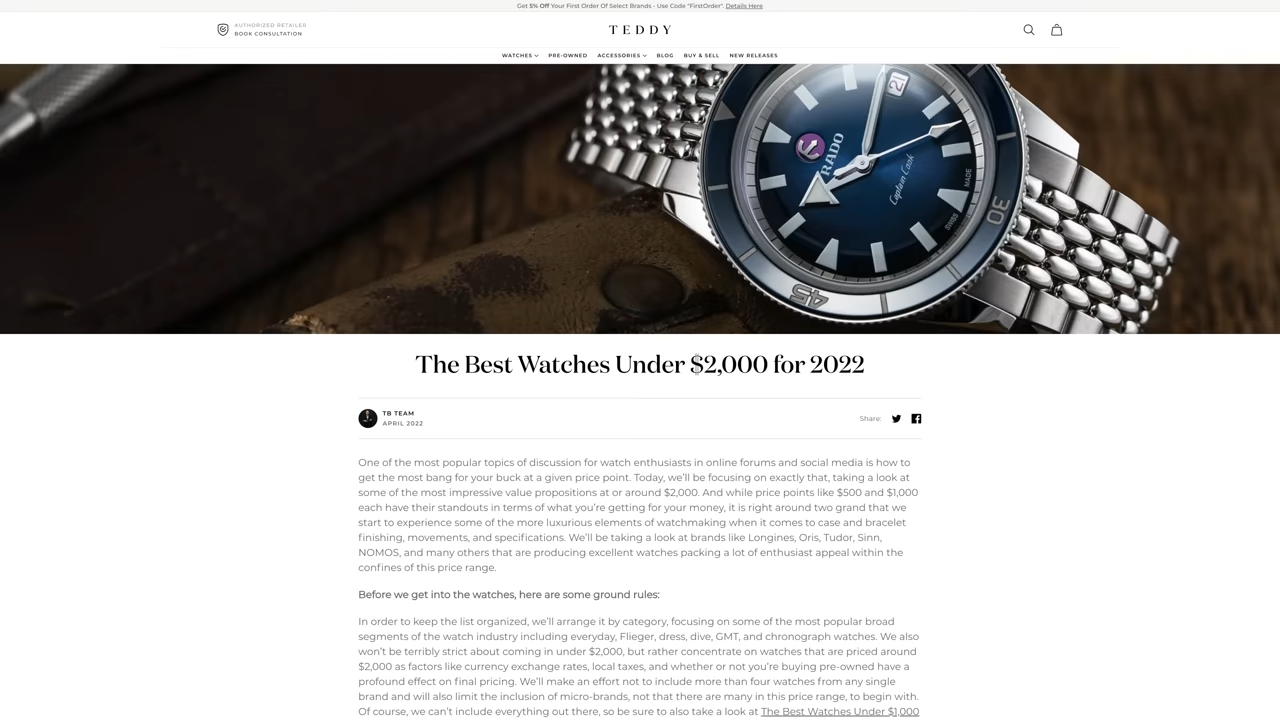 Get 5% Off Your First Order Of Select Brands - Use Code "FirstOrder". Details Here
AUTHORIZED RETAILER
BOOK CONSULTATION
TEDDY
WATCHES
PRE-OWNED
ACCESSORIES
BLOG
BUY & SELL
NEW RELEASES
21
RADO
Captain Cook
SWISS
MADE
30
45
The Best Watches Under $2,000 for 2022
TB TEAM
APRIL 2022
Share:
One of the most popular topics of discussion for watch enthusiasts in online forums and social media is how to
get the most bang for your buck at a given price point. Today, we’ll be focusing on exactly that, taking a look at
some of the most impressive value propositions at or around $2,000. And while price points like $500 and $1,000
each have their standouts in terms of what you’re getting for your money, it is right around two grand that we
start to experience some of the more luxurious elements of watchmaking when it comes to case and bracelet
finishing, movements, and specifications. We’ll be taking a look at brands like Longines, Oris, Tudor, Sinn,
NOMOS, and many others that are producing excellent watches packing a lot of enthusiast appeal within the
confines of this price range.
Before we get into the watches, here are some ground rules:
In order to keep the list organized, we’ll arrange it by category, focusing on some of the most popular broad
segments of the watch industry including everyday, Flieger, dress, dive, GMT, and chronograph watches. We also
won’t be terribly strict about coming in under $2,000, but rather concentrate on watches that are priced around
$2,000 as factors like currency exchange rates, local taxes, and whether or not you’re buying pre-owned have a
profound effect on final pricing. We’ll make an effort not to include more than four watches from any single
brand and will also limit the inclusion of micro-brands, not that there are many in this price range, to begin with.
Of course, we can’t include everything out there, so be sure to also take a look at The Best Watches Under $1,000